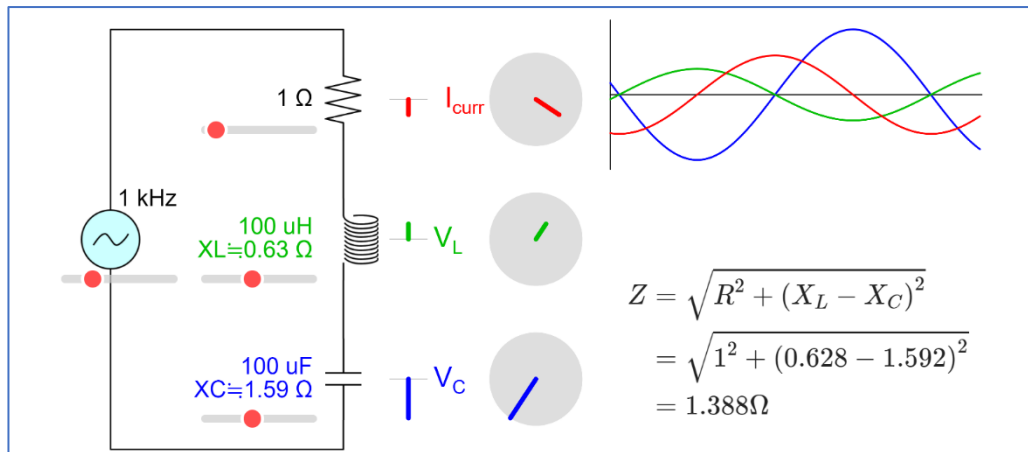 1 Ω
I_curr
1 kHz
100 uH
XL≒0.63 Ω
V_L
100 uF
XC≒1.59 Ω
V_C
Z = √(R² + (X_L − X_C)²)
= √(1² + (0.628 − 1.592)²)
= 1.388Ω